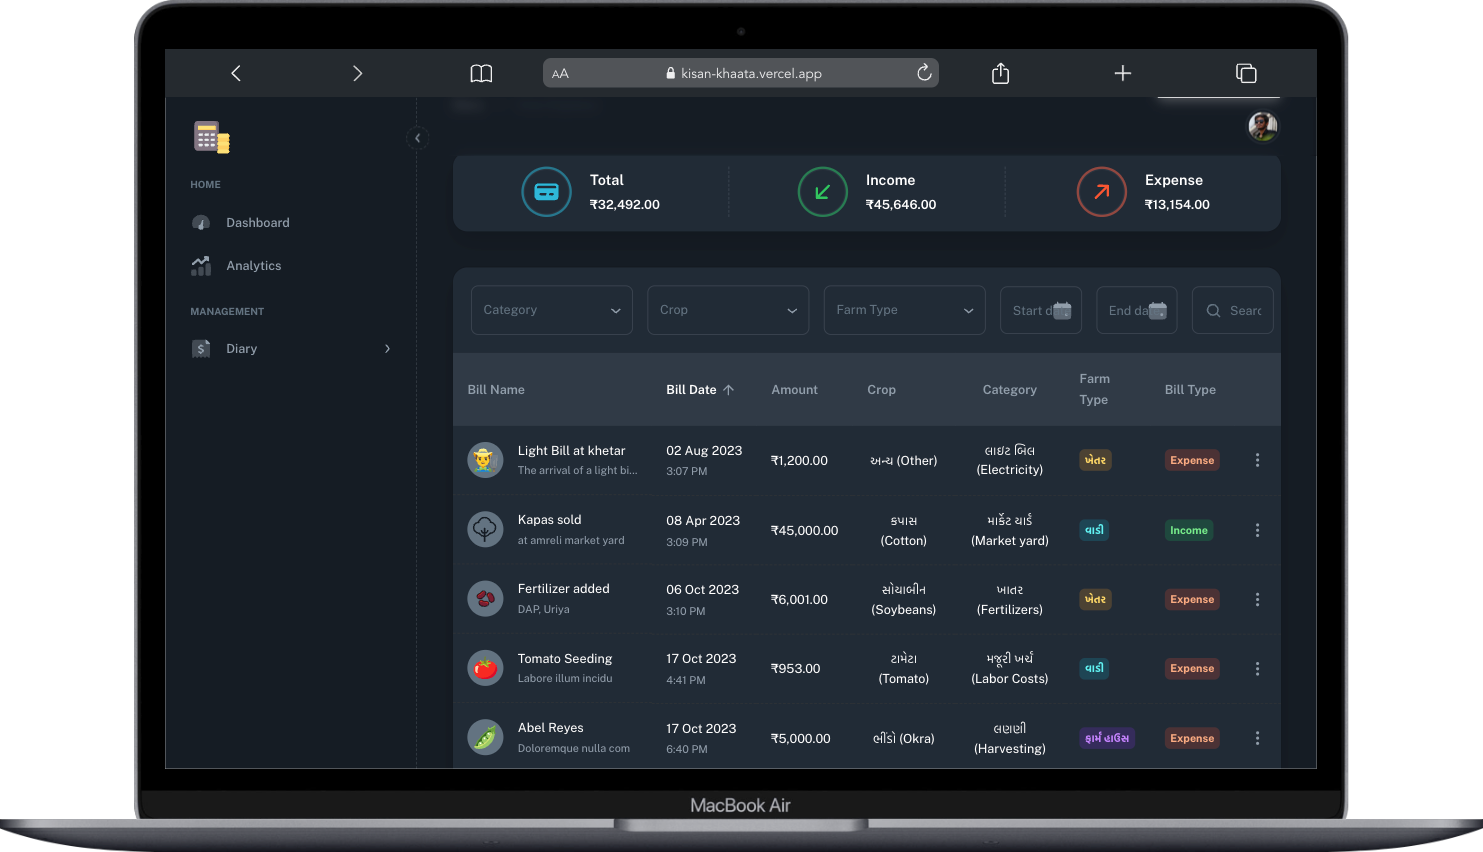 AA
kisan-khaata.vercel.app
HOME
Dashboard
Analytics
MANAGEMENT
Diary
Total
₹32,492.00
Income
₹45,646.00
Expense
₹13,154.00
Category
Crop
Farm Type
Start d
End da
Searc
Bill Name
Bill Date
Amount
Crop
Category
Farm
Type
Bill Type
Light Bill at khetar
The arrival of a light bi...
02 Aug 2023
3:07 PM
₹1,200.00
અન્ય (Other)
લાઇટ બિલ
(Electricity)
ખેતર
Expense
Kapas sold
at amreli market yard
08 Apr 2023
3:09 PM
₹45,000.00
કપાસ
(Cotton)
માર્કેટ યાર્ડ
(Market yard)
વાડી
Income
Fertilizer added
DAP, Uriya
06 Oct 2023
3:10 PM
₹6,001.00
સોયાબીન
(Soybeans)
ખાતર
(Fertilizers)
ખેતર
Expense
Tomato Seeding
Labore illum incidu
17 Oct 2023
4:41 PM
₹953.00
ટામેટા
(Tomato)
મજૂરી ખર્ચ
(Labor Costs)
વાડી
Expense
Abel Reyes
Doloremque nulla com
17 Oct 2023
6:40 PM
₹5,000.00
ભીંડો (Okra)
લણણી
(Harvesting)
ફાર્મ હાઉસ
Expense
MacBook Air